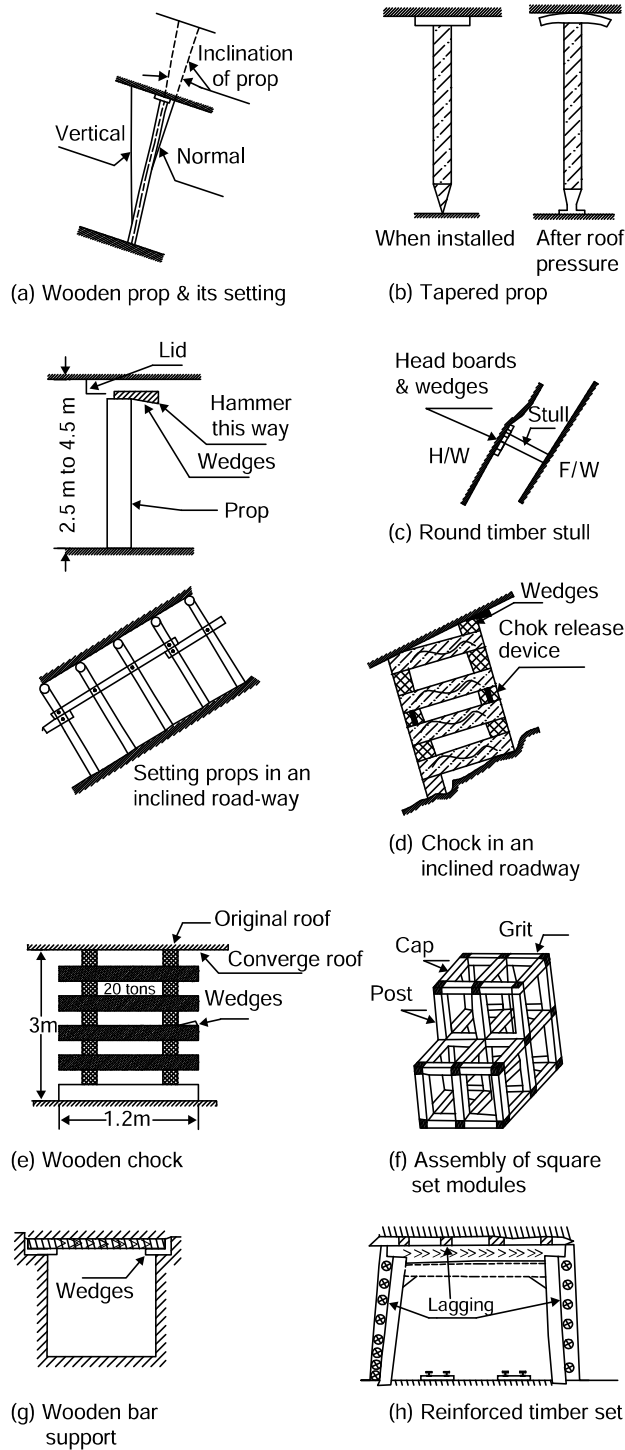 Inclination
of prop
Vertical
Normal
(a) Wooden prop & its setting
When installed
After roof
pressure
(b) Tapered prop
Lid
Hammer
this way
Wedges
Prop
2.5 m to 4.5 m
Head boards
& wedges
Stull
H/W
F/W
(c) Round timber stull
Setting props in an
inclined road-way
Wedges
Chok release
device
(d) Chock in an
inclined roadway
Original roof
Converge roof
20 tons
Wedges
3m
1.2m
(e) Wooden chock
Grit
Cap
Post
(f) Assembly of square
set modules
Wedges
(g) Wooden bar
support
Lagging
(h) Reinforced timber set